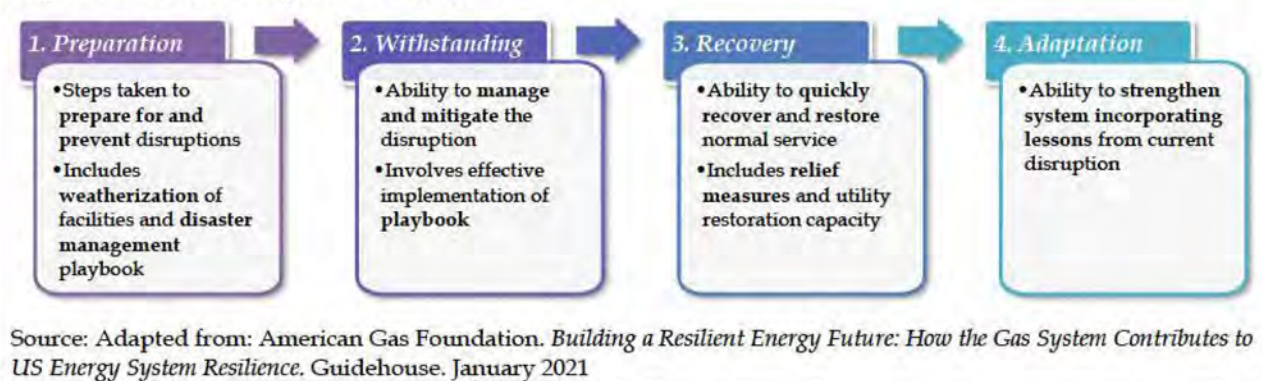 1. Preparation
•Steps taken to
prepare for and
prevent disruptions
•Includes
weatherization of
facilities and disaster
management
playbook
2. Withstanding
•Ability to manage
and mitigate the
disruption
•Involves effective
implementation of
playbook
3. Recovery
•Ability to quickly
recover and restore
normal service
•Includes relief
measures and utility
restoration capacity
4. Adaptation
•Ability to strengthen
system incorporating
lessons from current
disruption
Source: Adapted from: American Gas Foundation. Building a Resilient Energy Future: How the Gas System Contributes to
US Energy System Resilience. Guidehouse. January 2021